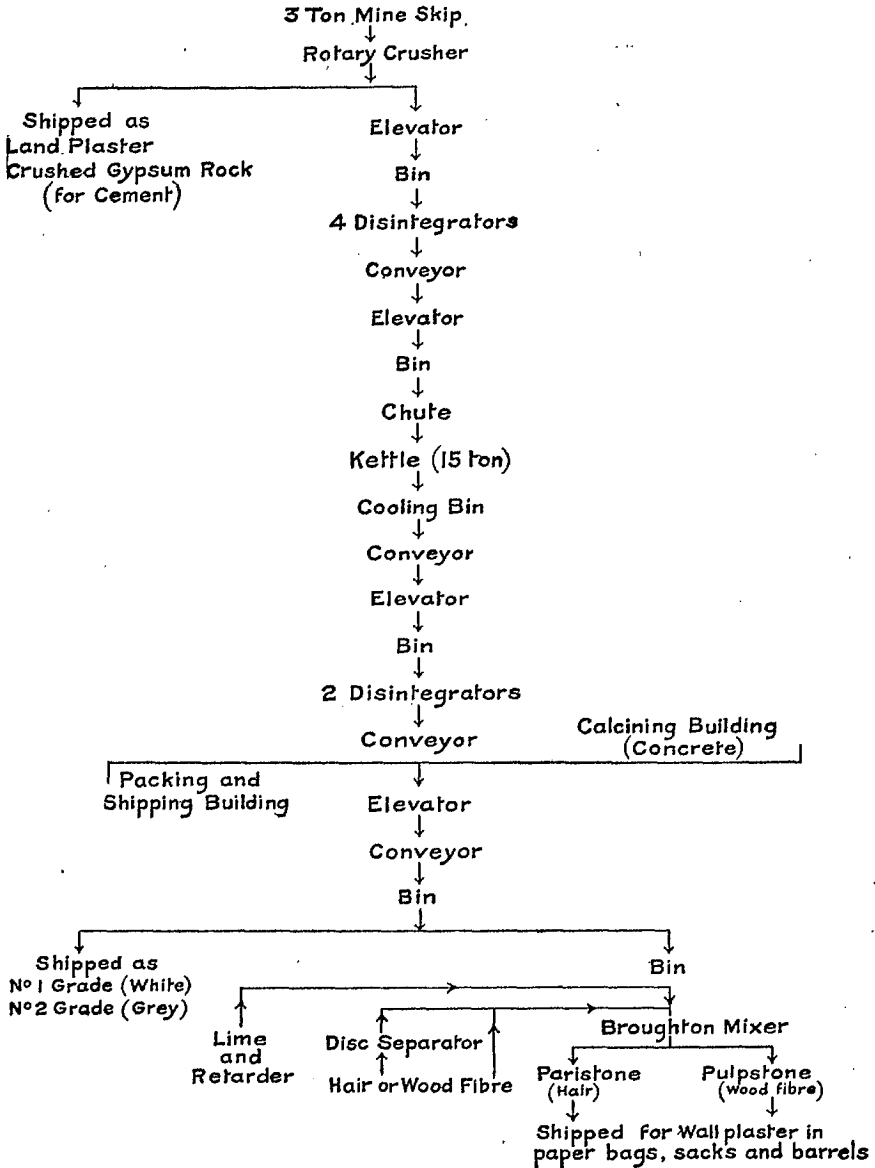 3 Ton Mine Skip
Rotary Crusher
Shipped as
Land Plaster
Crushed Gypsum Rock
(for Cement)
Elevator
Bin
4 Disintegrators
Conveyor
Elevator
Bin
Chute
Kettle (15 ton)
Cooling Bin
Conveyor
Elevator
Bin
2 Disintegrators
Conveyor
Calcining Building
(Concrete)
Packing and
Shipping Building
Elevator
Conveyor
Bin
Shipped as
No 1 Grade (White)
No 2 Grade (Grey)
Bin
Lime
and
Retarder
Disc Separator
Hair or Wood Fibre
Broughton Mixer
Paristone
(Hair)
Pulpstone
(Wood fibre)
Shipped for Wall plaster in
paper bags, sacks and barrels